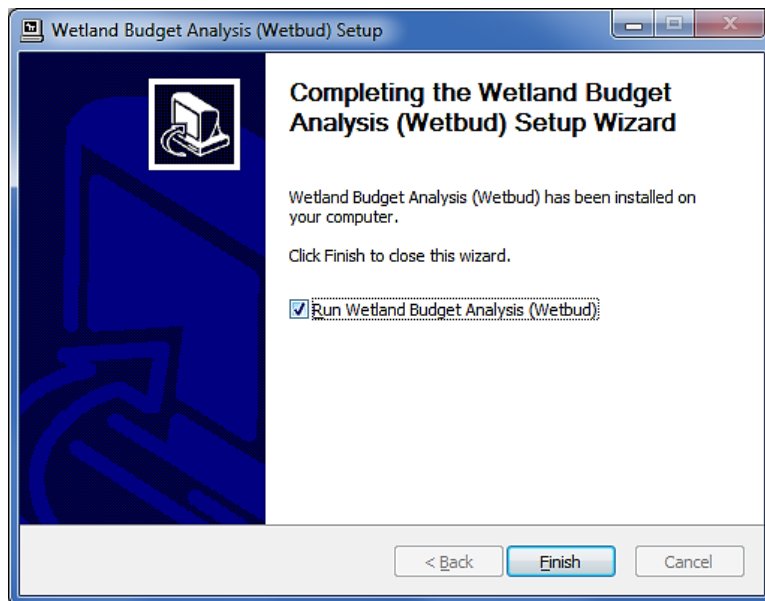 Wetland Budget Analysis (Wetbud) Setup
Completing the Wetland Budget
Analysis (Wetbud) Setup Wizard
Wetland Budget Analysis (Wetbud) has been installed on
your computer.
Click Finish to close this wizard.
Run Wetland Budget Analysis (Wetbud)
< Back Finish Cancel